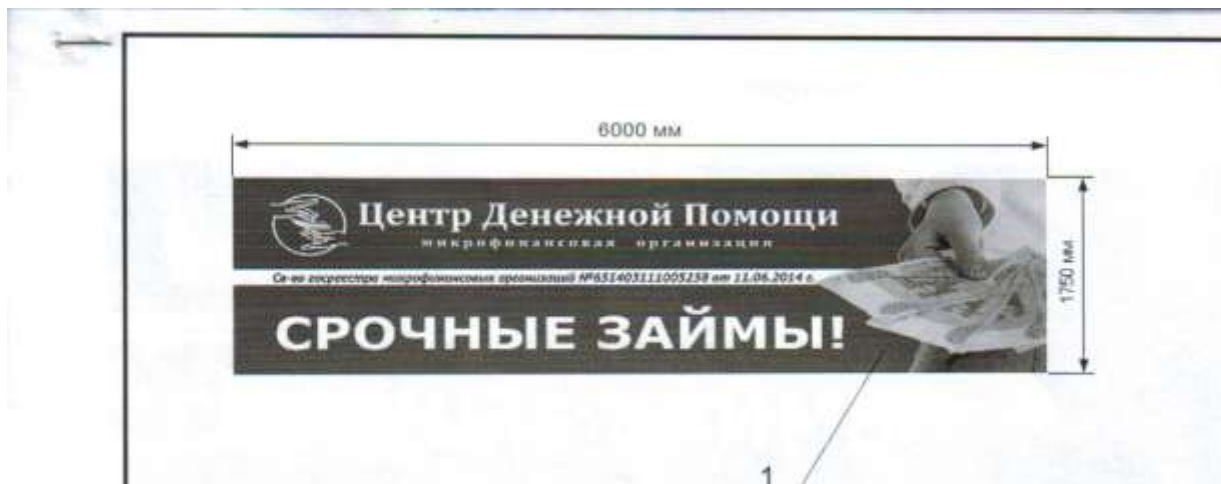 6000 мм
Центр Денежной Помощи
микрофинансовая организация
Св-во госреестра микрофинансовых организаций №651403111005238 от 11.06.2014 г.
1750 мм
СРОЧНЫЕ ЗАЙМЫ!
1